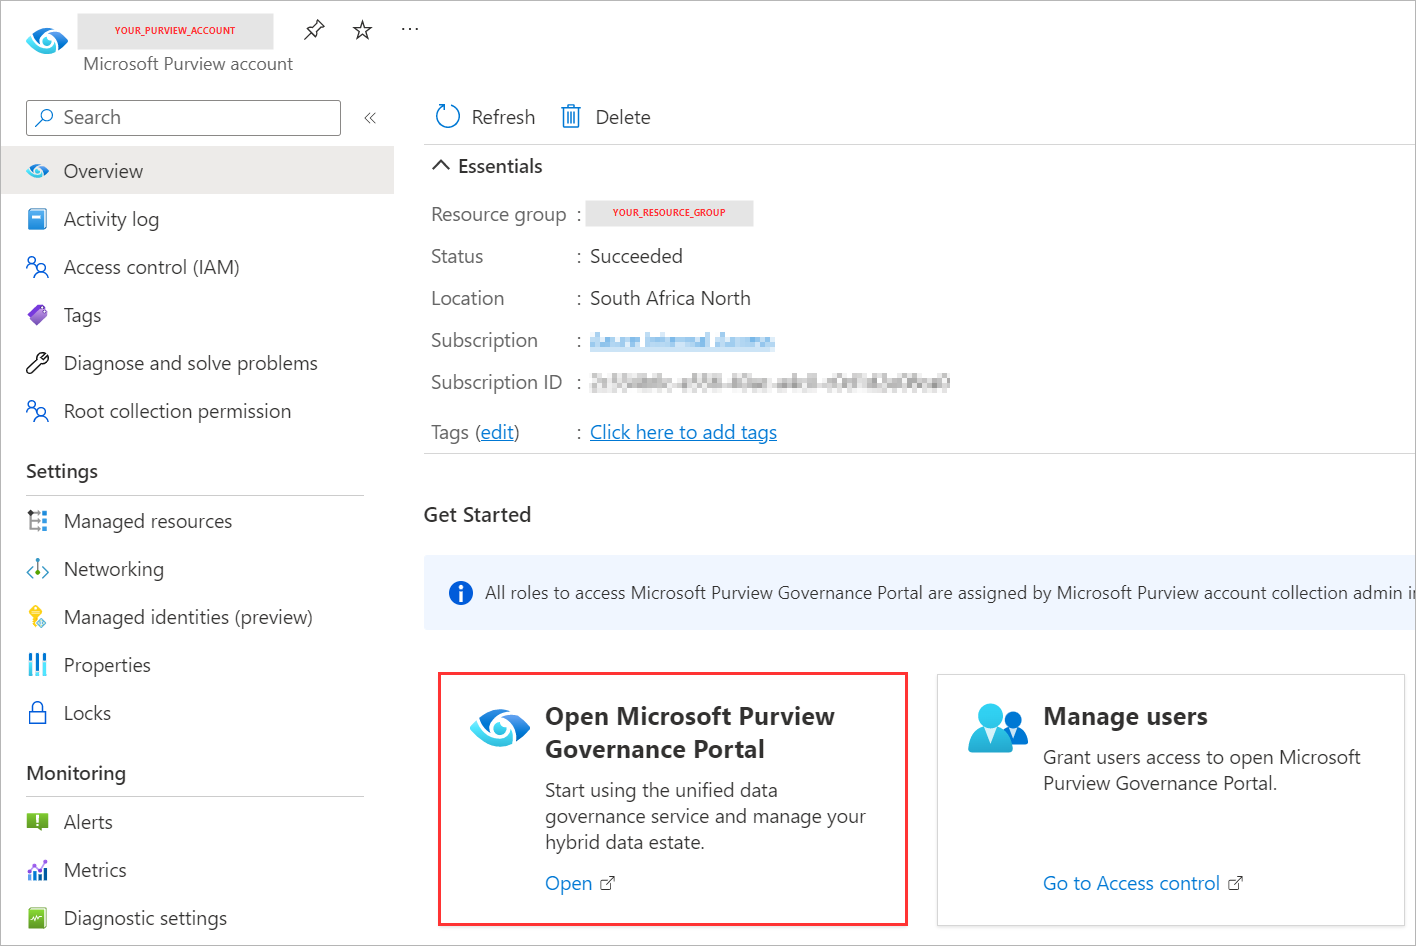 YOUR_PURVIEW_ACCOUNT
Microsoft Purview account
Search
«
Refresh
Delete
Overview
Activity log
Access control (IAM)
Tags
Diagnose and solve problems
Root collection permission
Settings
Managed resources
Networking
Managed identities (preview)
Properties
Locks
Monitoring
Alerts
Metrics
Diagnostic settings
Essentials
Resource group : YOUR_RESOURCE_GROUP
Status : Succeeded
Location : South Africa North
Subscription :
Subscription ID :
Tags (edit) : Click here to add tags
Get Started
All roles to access Microsoft Purview Governance Portal are assigned by Microsoft Purview account collection admin
Open Microsoft Purview
Governance Portal
Start using the unified data
governance service and manage your
hybrid data estate.
Open
Manage users
Grant users access to open Microsoft
Purview Governance Portal.
Go to Access control